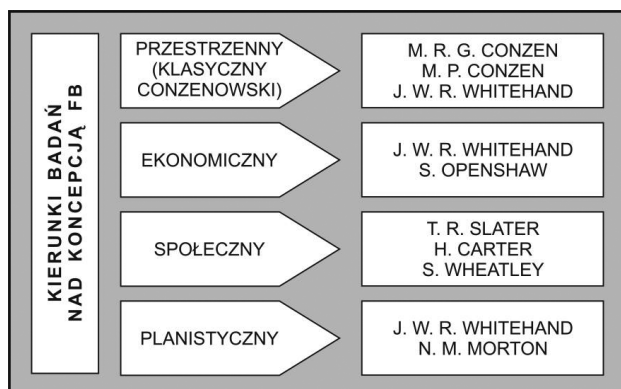 KIERUNKI BADAŃ
NAD KONCEPCJĄ FB
PRZESTRZENNY
(KLASYCZNY
CONZENOWSKI)
M. R. G. CONZEN
M. P. CONZEN
J. W. R. WHITEHAND
EKONOMICZNY
J. W. R. WHITEHAND
S. OPENSHAW
SPOŁECZNY
T. R. SLATER
H. CARTER
S. WHEATLEY
PLANISTYCZNY
J. W. R. WHITEHAND
N. M. MORTON